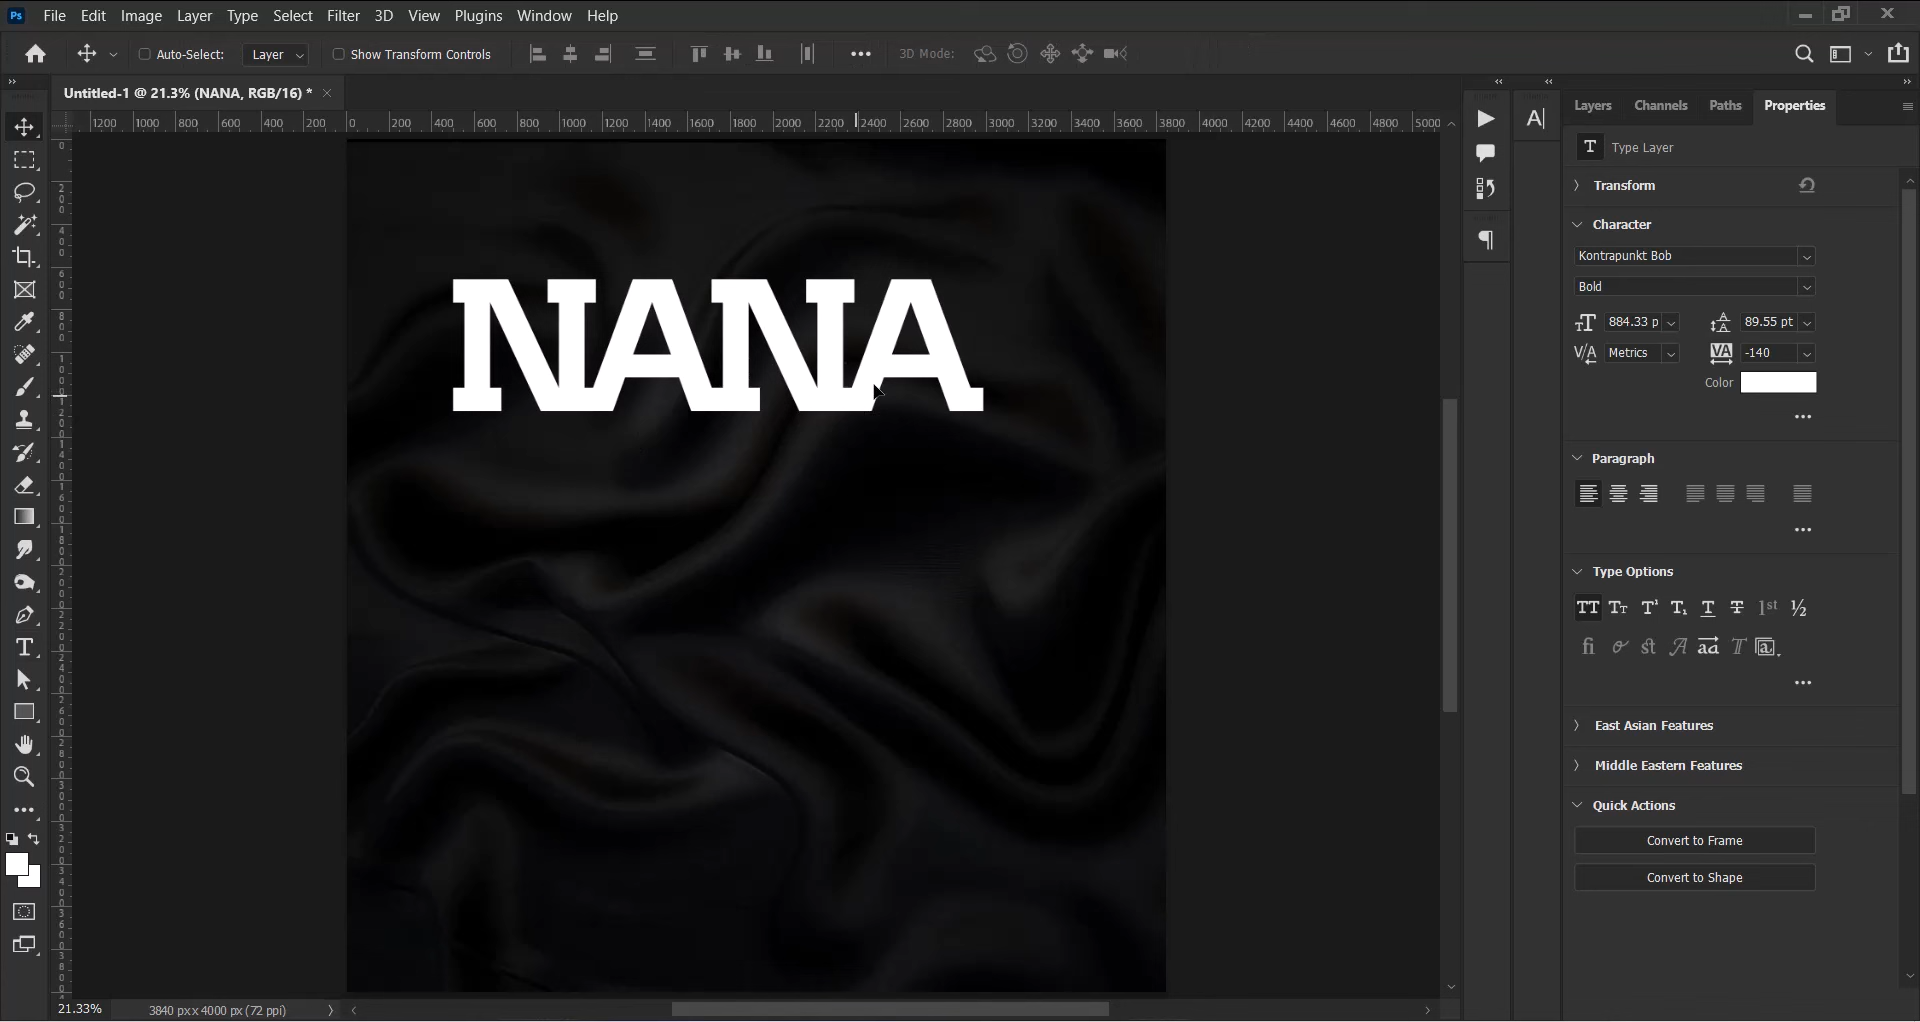 Ps File Edit Image Layer Type Select Filter 3D View Plugins Window Help
Auto-Select: Layer Show Transform Controls 3D Mode:
Untitled-1 @ 21.3% (NANA, RGB/16) *
1200 1000 800 600 400 200 0 200 400 600 800 1000 1200 1400 1600 1800 2000 2200 2400 2600 2800 3000 3200 3400 3600 3800 4000 4200 4400 4600 4800 5000
NANA
Layers Channels Paths Properties
T Type Layer
Transform
Character
Kontrapunkt Bob
Bold
884.33 p 89.55 pt
Metrics -140
Color
Paragraph
Type Options
East Asian Features
Middle Eastern Features
Quick Actions
Convert to Frame
Convert to Shape
21.33% 3840 px x 4000 px (72 ppi)